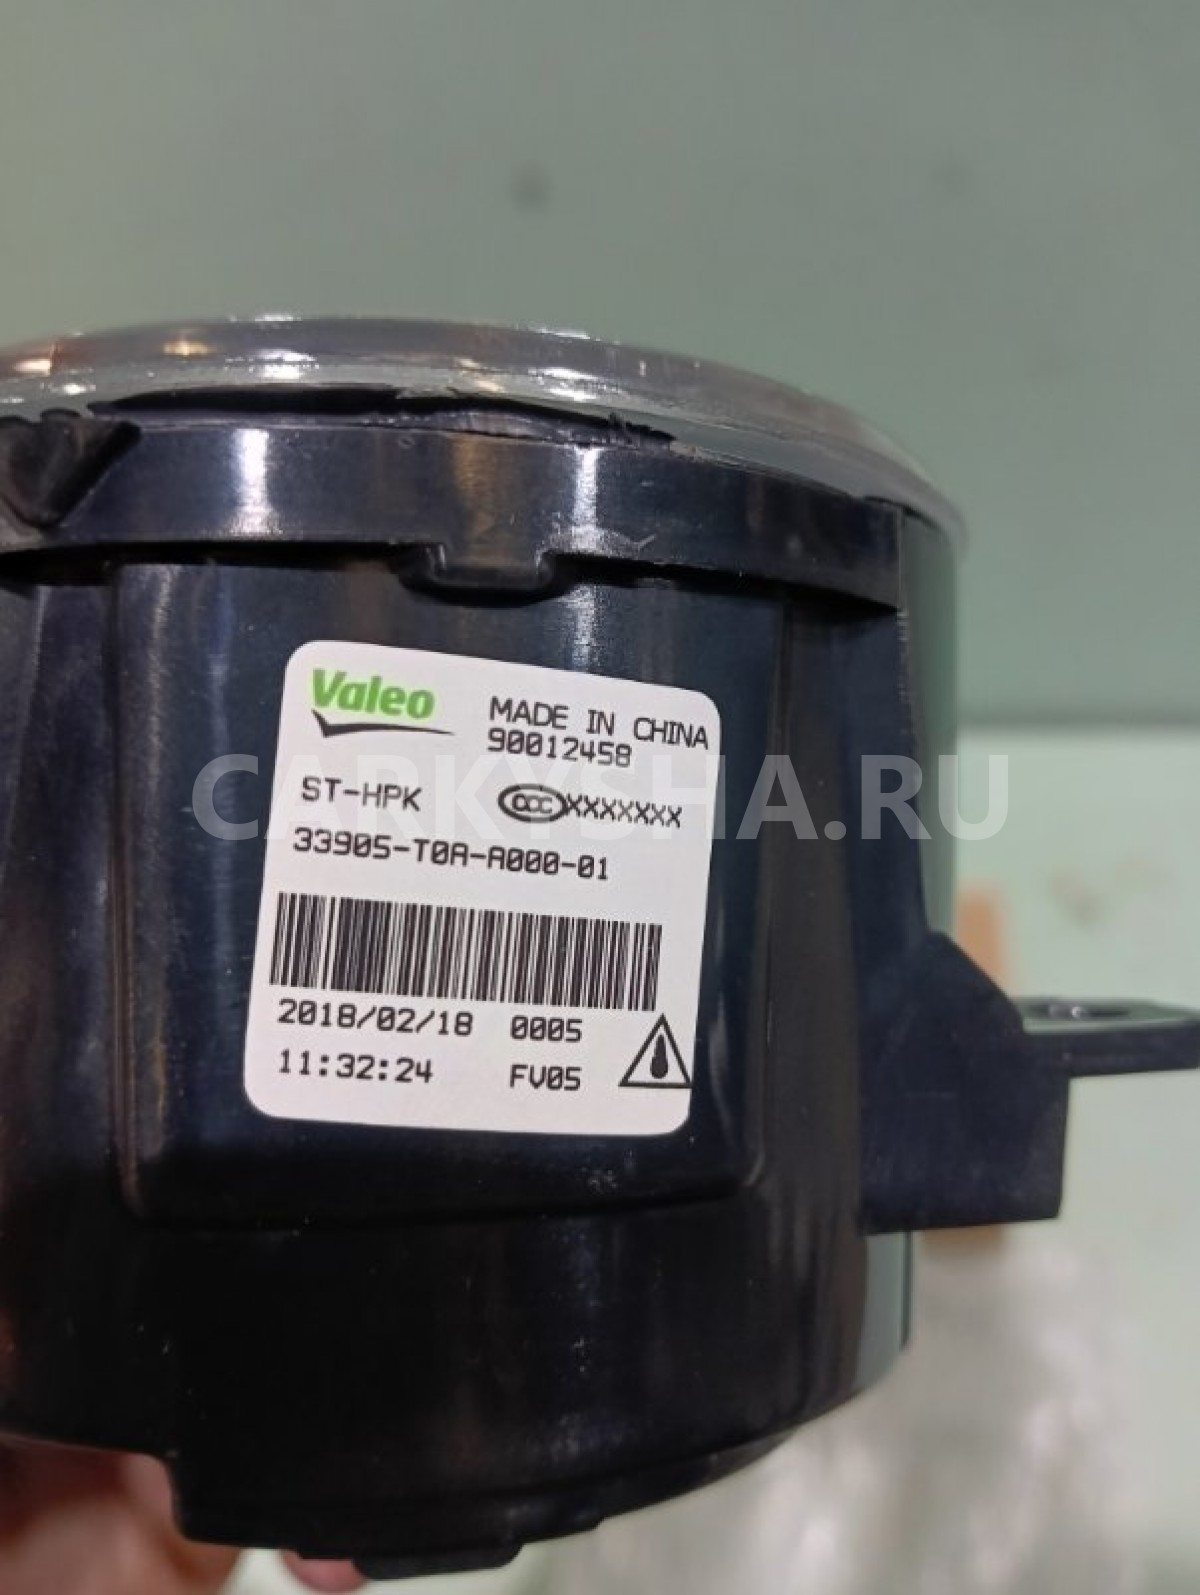 Valeo
MADE IN CHINA
90012458
ST-HPK
CCC XXXXXXX
33905-T0A-A000-01
2018/02/18 0005
11:32:24 FV05
CARKYSHA.RU